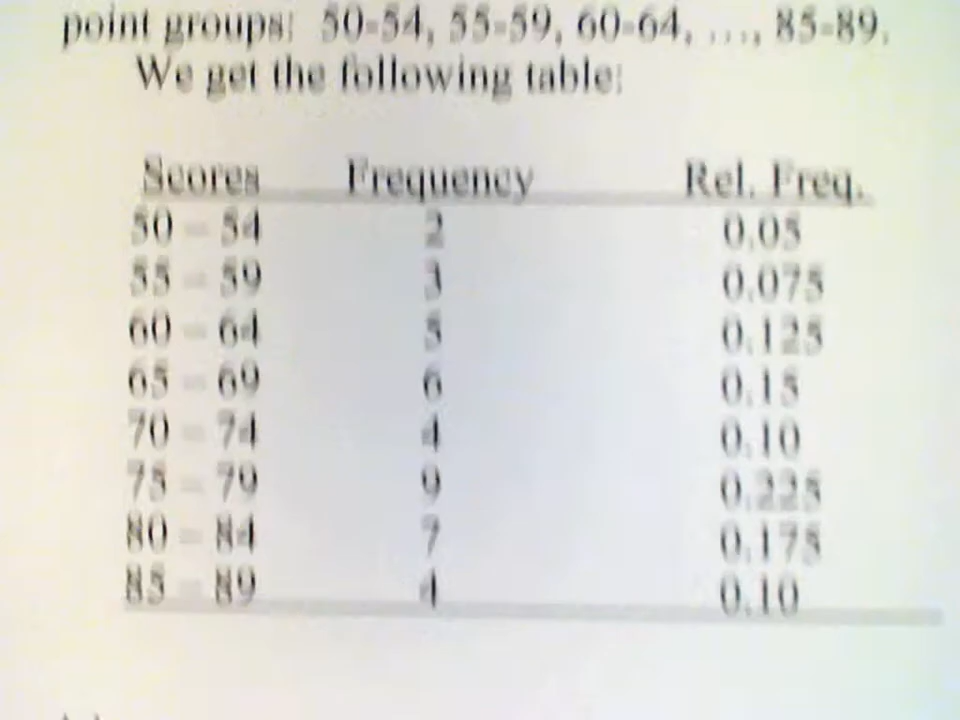 point groups: 50-54, 55-59, 60-64, ..., 85-89.
We get the following table:
Scores Frequency Rel. Freq.
50 - 54 2 0.05
55 - 59 3 0.075
60 - 64 5 0.125
65 - 69 6 0.15
70 - 74 4 0.10
75 - 79 9 0.225
80 - 84 7 0.175
85 - 89 4 0.10